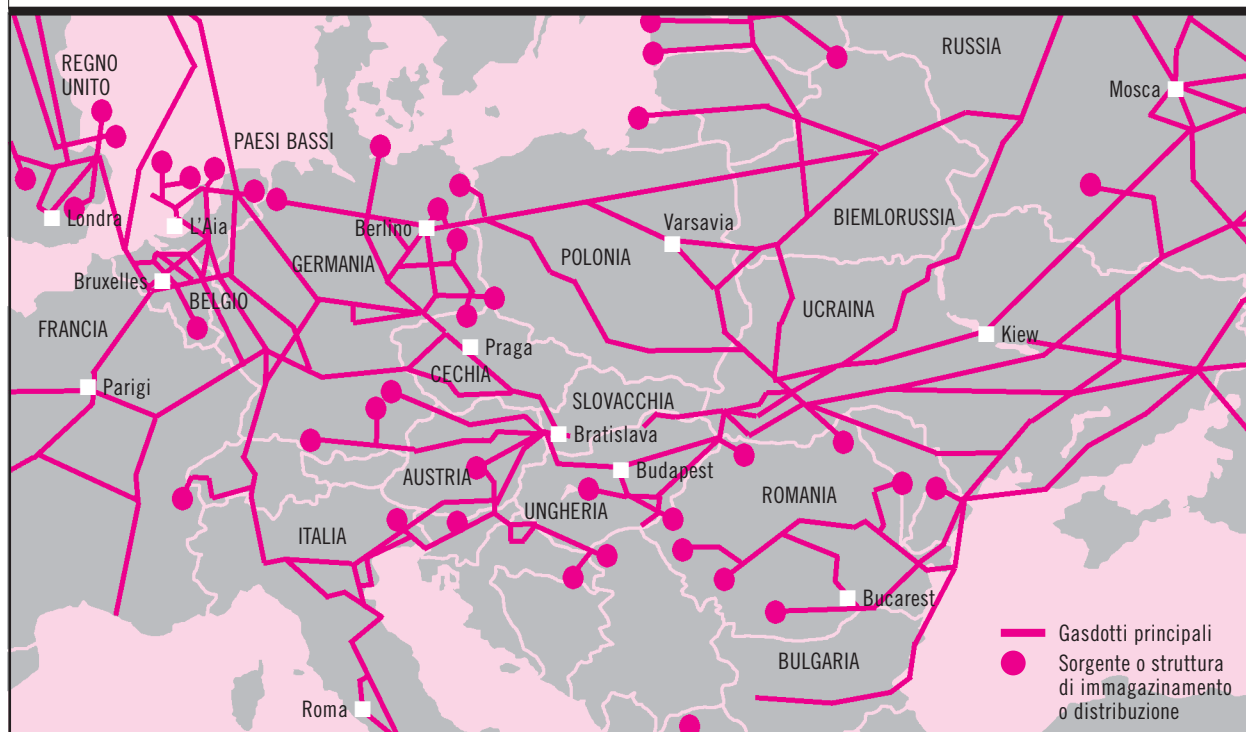 RUSSIA
REGNO
UNITO
Mosca
PAESI BASSI
Londra
L'Aia
Berlino
Varsavia
BIEMLORUSSIA
POLONIA
GERMANIA
Bruxelles
BELGIO
UCRAINA
FRANCIA
Kiew
Praga
CECHIA
Parigi
SLOVACCHIA
Bratislava
AUSTRIA
Budapest
ROMANIA
UNGHERIA
ITALIA
Bucarest
BULGARIA
Roma
Gasdotti principali
Sorgente o struttura
di immagazinamento
o distribuzione